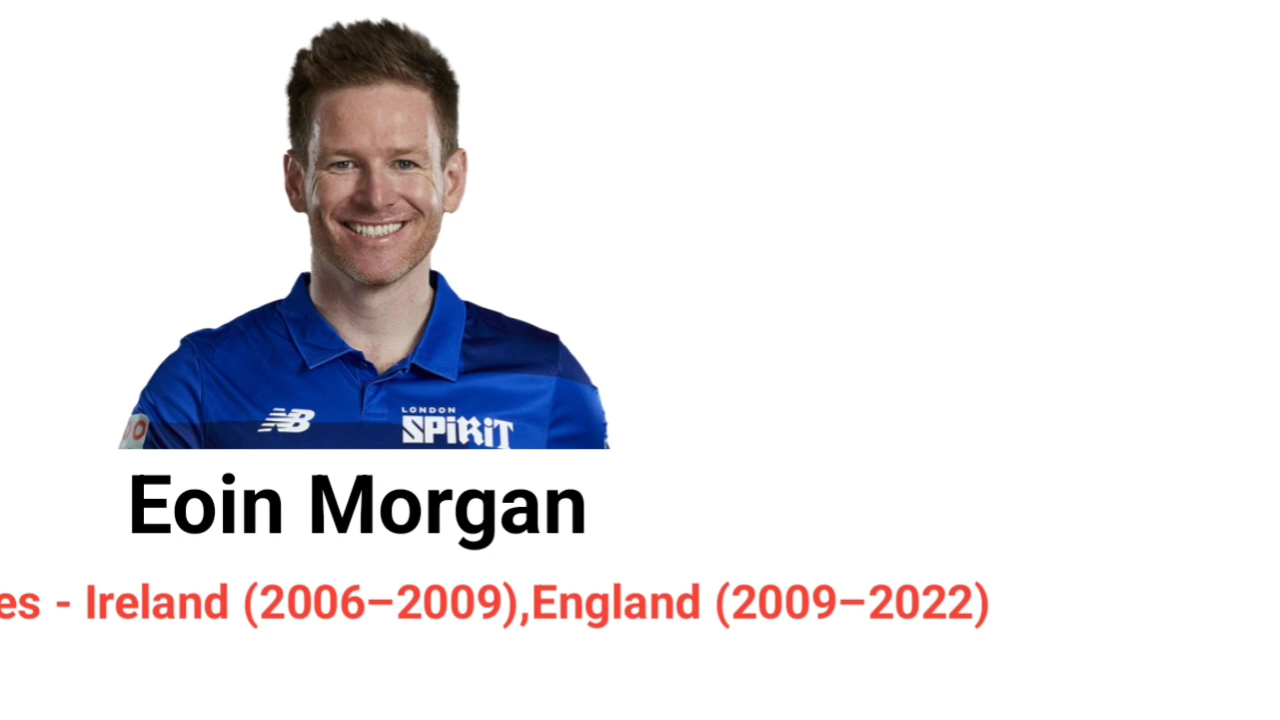 LONDON
SPIRIT
Eoin Morgan
es - Ireland (2006–2009),England (2009–2022)